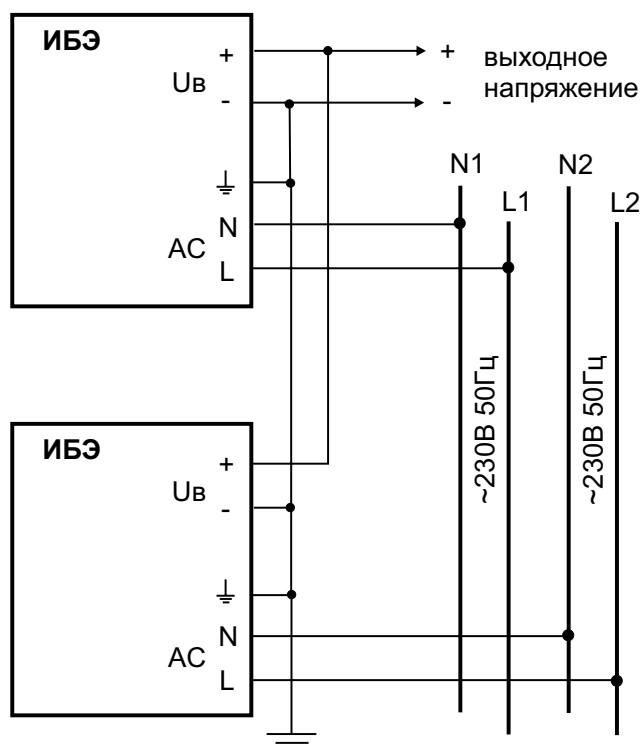 ИБЭ
+
Uв
-
N
AC
L
+
выходное
напряжение
-
N1
L1
N2
L2
~230В 50Гц
~230В 50Гц
ИБЭ
+
Uв
-
N
AC
L